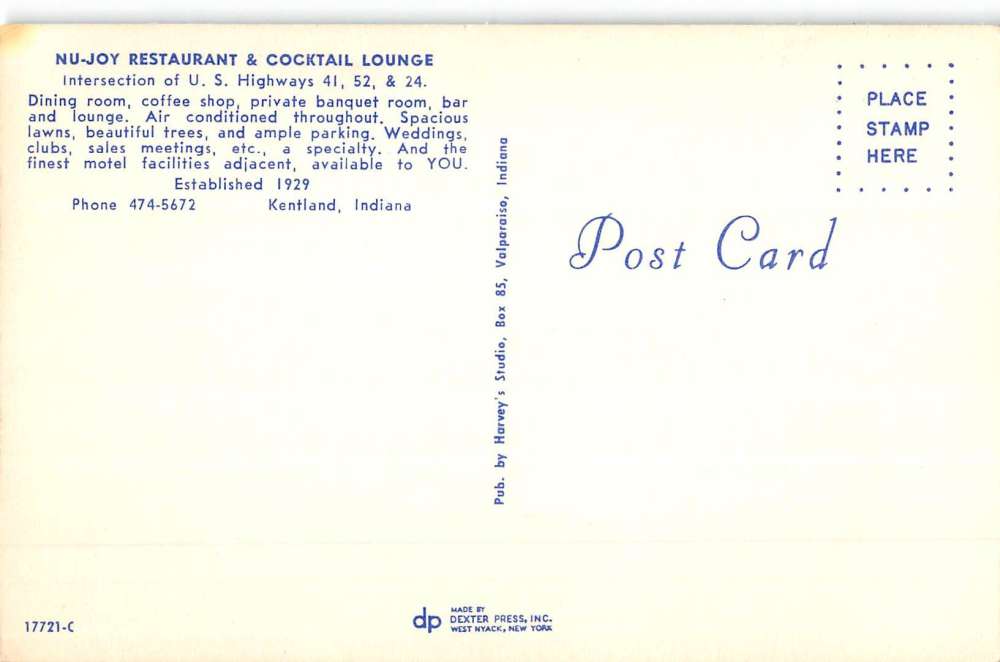 NU-JOY RESTAURANT & COCKTAIL LOUNGE
Intersection of U. S. Highways 41, 52, & 24.
Dining room, coffee shop, private banquet room, bar
and lounge. Air conditioned throughout. Spacious
lawns, beautiful trees, and ample parking. Weddings,
clubs, sales meetings, etc., a specialty. And the
finest motel facilities adjacent, available to YOU.
Established 1929
Phone 474-5672 Kentland, Indiana
Pub. by Harvey's Studio, Box 85, Valparaiso, Indiana
PLACE
STAMP
HERE
Post Card
17721-C
dp
MADE BY
DEXTER PRESS, INC.
WEST NYACK, NEW YORK